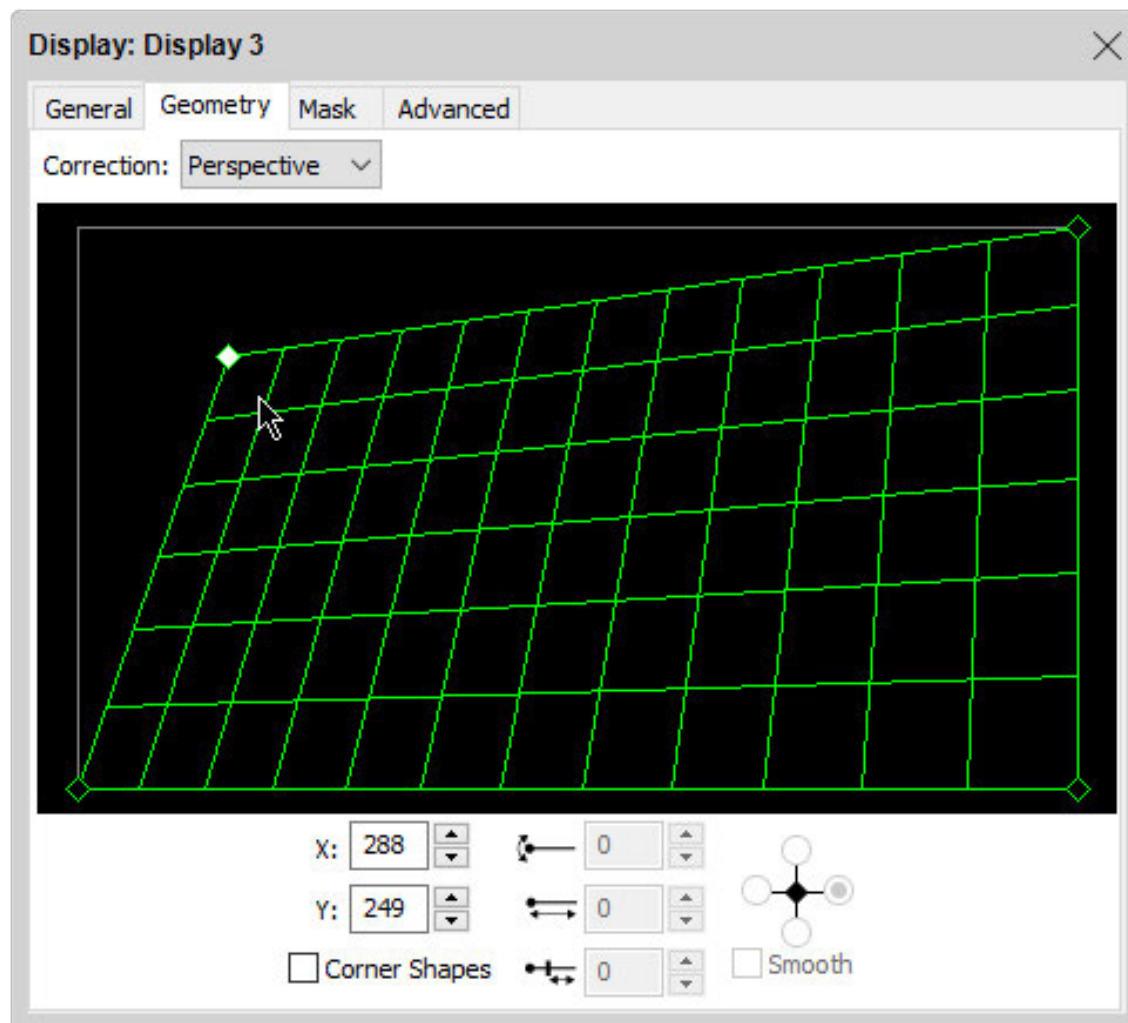 Display: Display 3
General Geometry Mask Advanced
Correction: Perspective
X: 288 0
Y: 249 0
Corner Shapes 0 Smooth